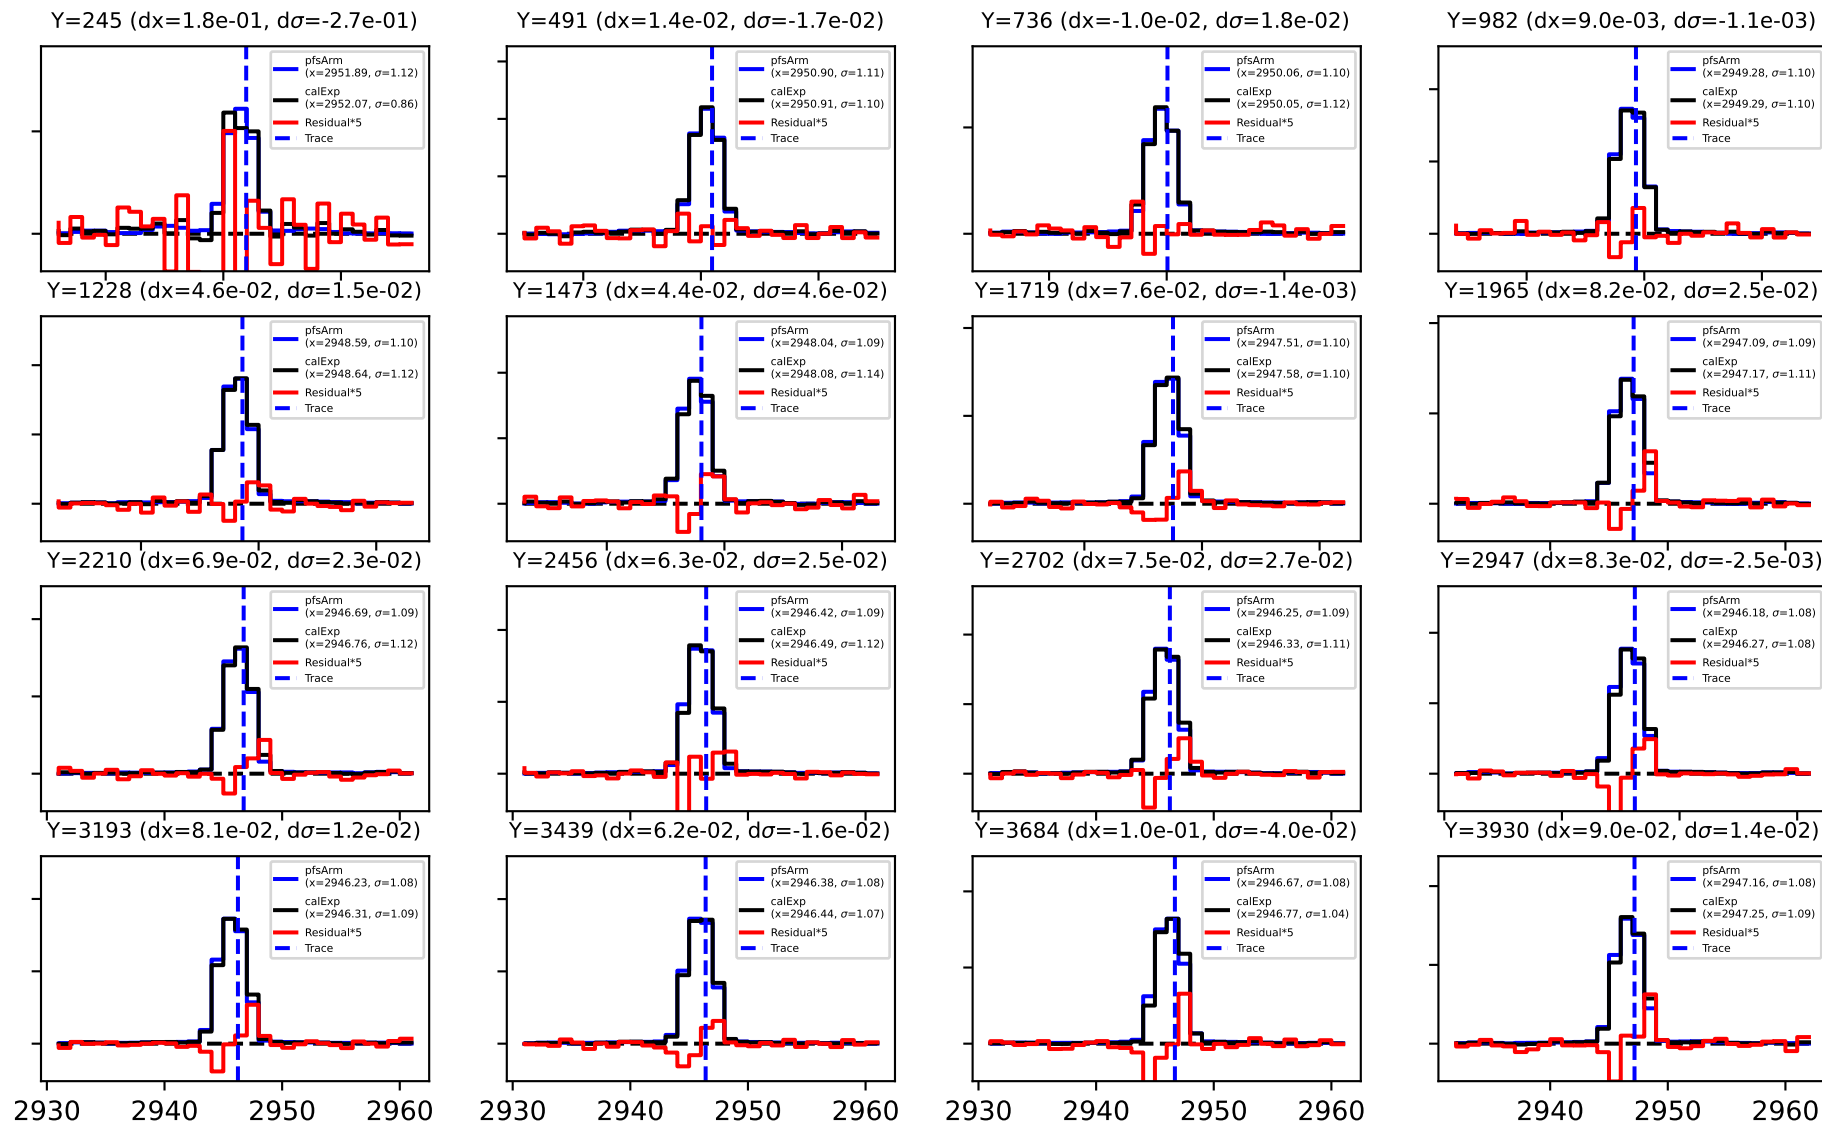 Y=245 (dx=1.8e-01, dσ=-2.7e-01)
pfsArm
(x=2951.89, σ=1.12)
calExp
(x=2952.07, σ=0.86)
Residual*5
Trace
Y=491 (dx=1.4e-02, dσ=-1.7e-02)
pfsArm
(x=2950.90, σ=1.11)
calExp
(x=2950.91, σ=1.10)
Residual*5
Trace
Y=736 (dx=-1.0e-02, dσ=1.8e-02)
pfsArm
(x=2950.06, σ=1.10)
calExp
(x=2950.05, σ=1.12)
Residual*5
Trace
Y=982 (dx=9.0e-03, dσ=-1.1e-03)
pfsArm
(x=2949.28, σ=1.10)
calExp
(x=2949.29, σ=1.10)
Residual*5
Trace
Y=1228 (dx=4.6e-02, dσ=1.5e-02)
pfsArm
(x=2948.59, σ=1.10)
calExp
(x=2948.64, σ=1.12)
Residual*5
Trace
Y=1473 (dx=4.4e-02, dσ=4.6e-02)
pfsArm
(x=2948.04, σ=1.09)
calExp
(x=2948.08, σ=1.14)
Residual*5
Trace
Y=1719 (dx=7.6e-02, dσ=-1.4e-03)
pfsArm
(x=2947.51, σ=1.10)
calExp
(x=2947.58, σ=1.10)
Residual*5
Trace
Y=1965 (dx=8.2e-02, dσ=2.5e-02)
pfsArm
(x=2947.09, σ=1.09)
calExp
(x=2947.17, σ=1.11)
Residual*5
Trace
Y=2210 (dx=6.9e-02, dσ=2.3e-02)
pfsArm
(x=2946.69, σ=1.09)
calExp
(x=2946.76, σ=1.12)
Residual*5
Trace
Y=2456 (dx=6.3e-02, dσ=2.5e-02)
pfsArm
(x=2946.42, σ=1.09)
calExp
(x=2946.49, σ=1.12)
Residual*5
Trace
Y=2702 (dx=7.5e-02, dσ=2.7e-02)
pfsArm
(x=2946.25, σ=1.09)
calExp
(x=2946.33, σ=1.11)
Residual*5
Trace
Y=2947 (dx=8.3e-02, dσ=-2.5e-03)
pfsArm
(x=2946.18, σ=1.08)
calExp
(x=2946.27, σ=1.08)
Residual*5
Trace
Y=3193 (dx=8.1e-02, dσ=1.2e-02)
pfsArm
(x=2946.23, σ=1.08)
calExp
(x=2946.31, σ=1.09)
Residual*5
Trace
Y=3439 (dx=6.2e-02, dσ=-1.6e-02)
pfsArm
(x=2946.38, σ=1.08)
calExp
(x=2946.44, σ=1.07)
Residual*5
Trace
Y=3684 (dx=1.0e-01, dσ=-4.0e-02)
pfsArm
(x=2946.67, σ=1.08)
calExp
(x=2946.77, σ=1.04)
Residual*5
Trace
Y=3930 (dx=9.0e-02, dσ=1.4e-02)
pfsArm
(x=2947.16, σ=1.08)
calExp
(x=2947.25, σ=1.09)
Residual*5
Trace
2930 2940 2950 2960
2930 2940 2950 2960
2930 2940 2950 2960
2940 2950 2960